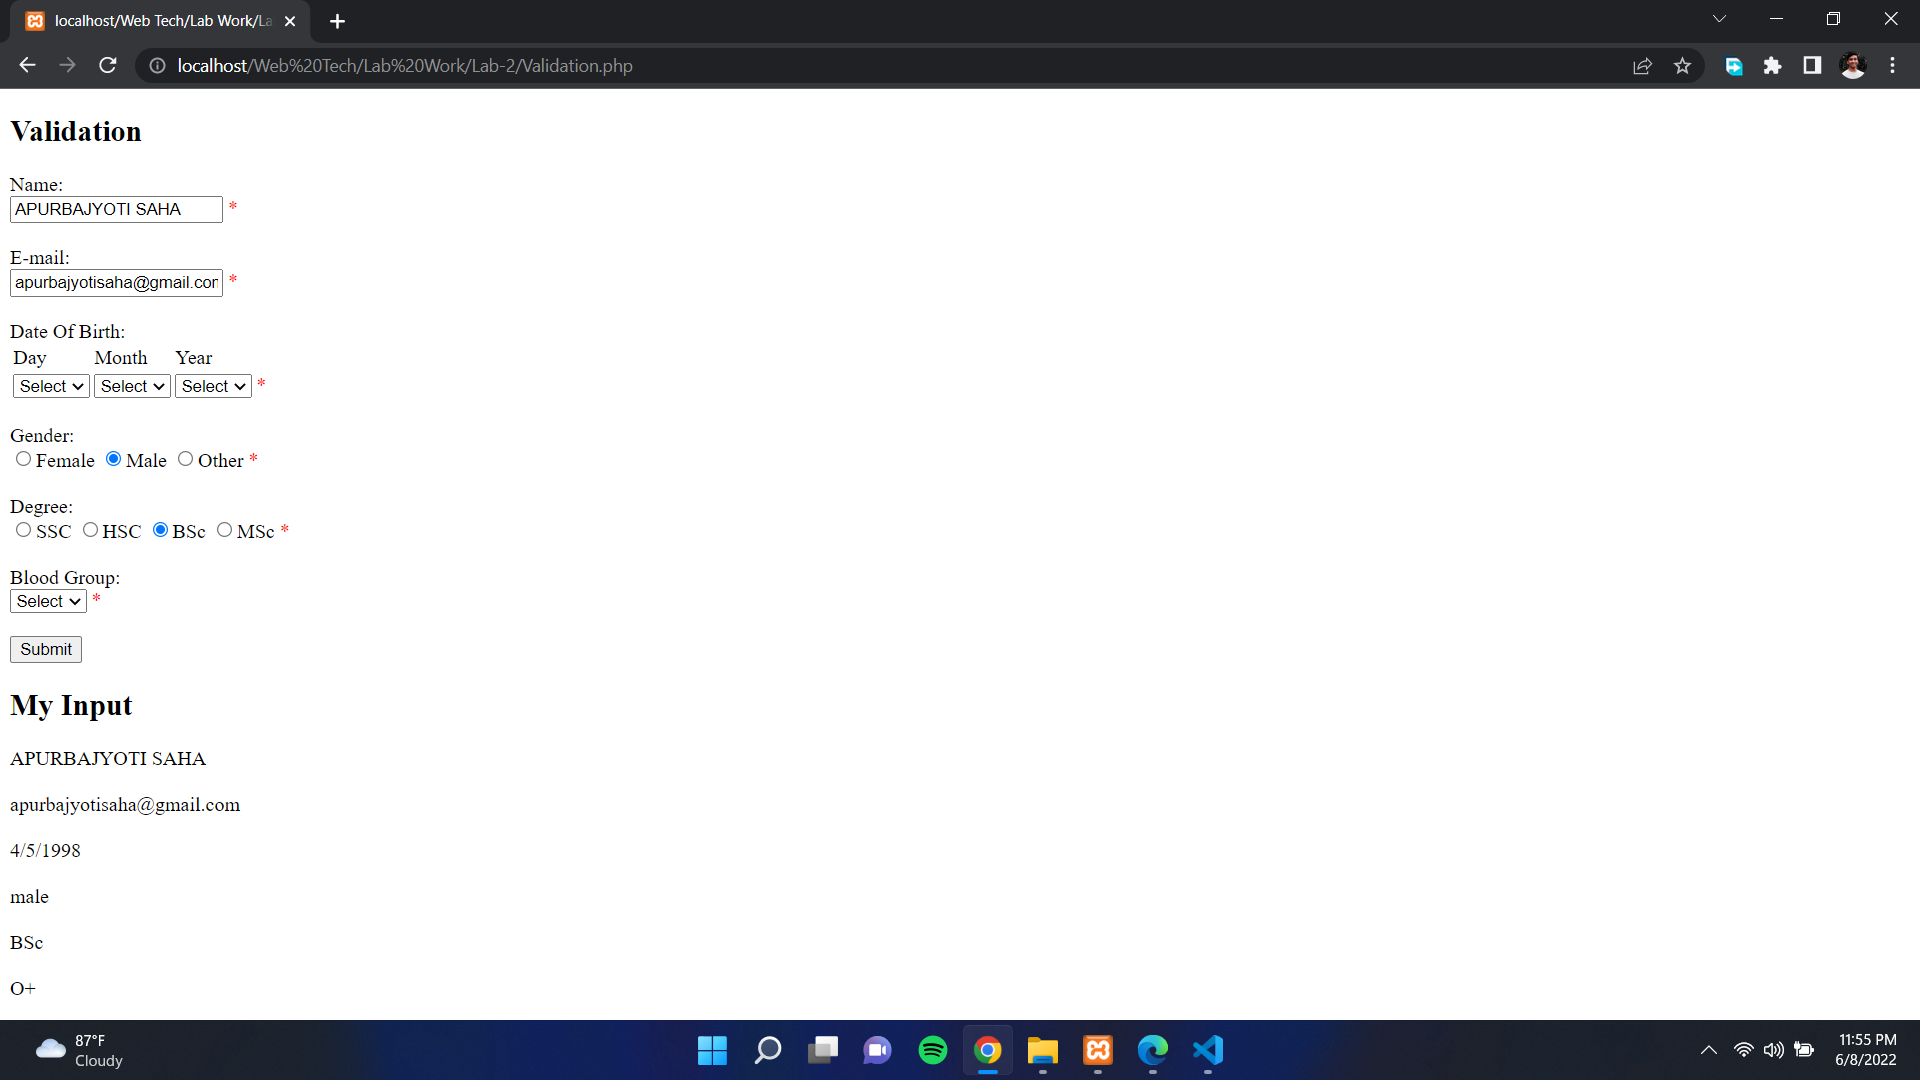 localhost/Web Tech/Lab Work/La
localhost/Web%20Tech/Lab%20Work/Lab-2/Validation.php
Validation
Name:
APURBAJYOTI SAHA *
E-mail:
apurbajyotisaha@gmail.com *
Date Of Birth:
Day Month Year
Select Select Select *
Gender:
Female Male Other *
Degree:
SSC HSC BSc MSc *
Blood Group:
Select *
Submit
My Input
APURBAJYOTI SAHA
apurbajyotisaha@gmail.com
4/5/1998
male
BSc
O+
87°F
Cloudy
11:55 PM
6/8/2022